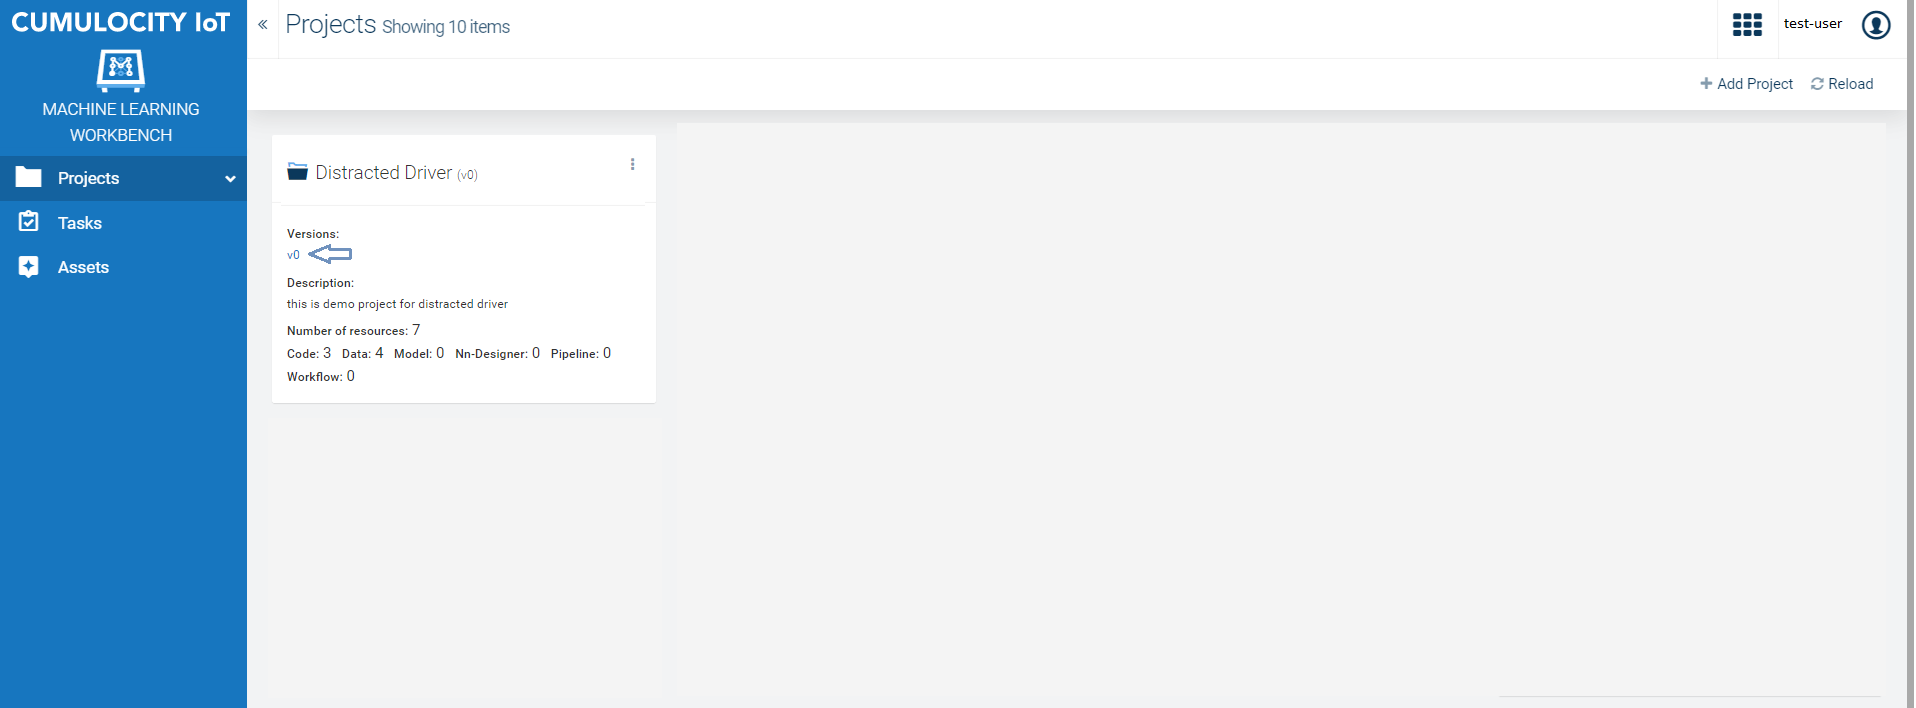 CUMULOCITY IoT
MACHINE LEARNING
WORKBENCH
Projects
Tasks
Assets
Projects Showing 10 items
test-user
Add Project
Reload
Distracted Driver (v0)
Versions:
v0
Description:
this is demo project for distracted driver
Number of resources: 7
Code: 3 Data: 4 Model: 0 Nn-Designer: 0 Pipeline: 0
Workflow: 0